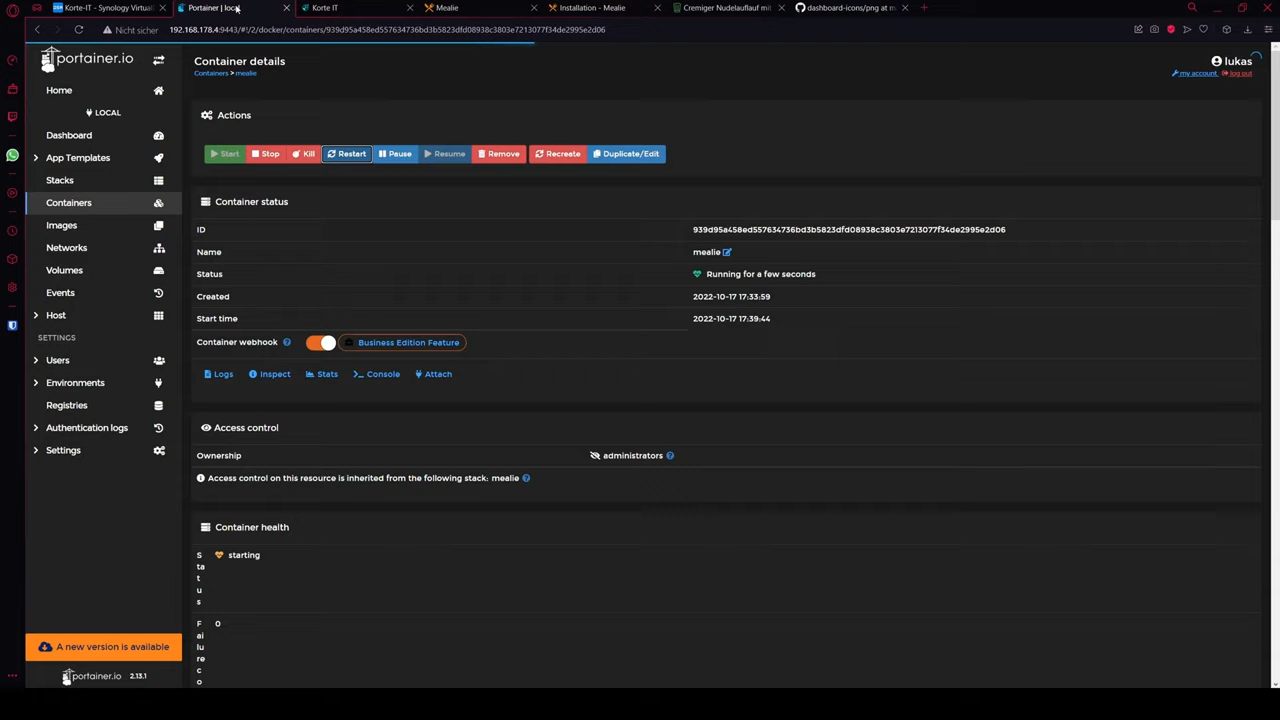 Korte-IT - Synology Virtual
Portainer | local
Korte IT
Mealie
Installation - Mealie
Cremiger Nudelauflauf mit
dashboard-icons/png at m
Nicht sicher
192.168.178.4:9443/#!/2/docker/containers/939d95a458ed557634736bd3b5823dfd08938c3803e7213077f34de2995e2d06
portainer.io
Container details
Containers > mealie
lukas
my account
log out
Home
LOCAL
Dashboard
App Templates
Stacks
Containers
Images
Networks
Volumes
Events
Host
SETTINGS
Users
Environments
Registries
Authentication logs
Settings
A new version is available
portainer.io 2.13.1
Actions
Start Stop Kill Restart Pause Resume Remove Recreate Duplicate/Edit
Container status
ID 939d95a458ed557634736bd3b5823dfd08938c3803e7213077f34de2995e2d06
Name mealie
Status Running for a few seconds
Created 2022-10-17 17:33:59
Start time 2022-10-17 17:39:44
Container webhook Business Edition Feature
Logs Inspect Stats Console Attach
Access control
Ownership administrators
Access control on this resource is inherited from the following stack: mealie
Container health
Status starting
Failure co 0